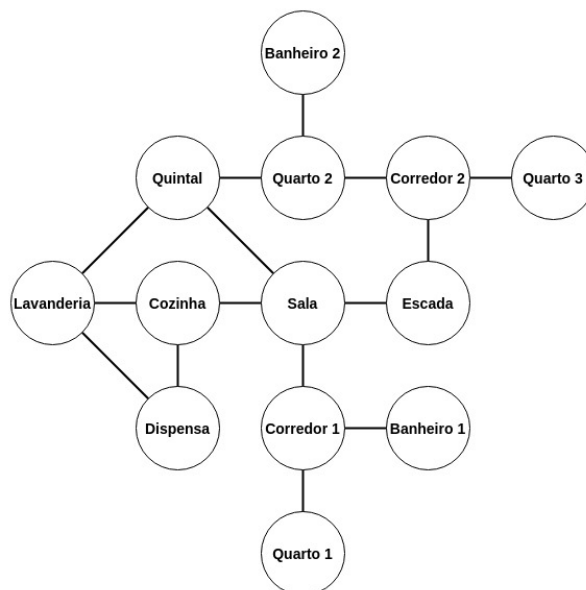 Banheiro 2
Quintal
Quarto 2
Corredor 2
Quarto 3
Lavanderia
Cozinha
Sala
Escada
Dispensa
Corredor 1
Banheiro 1
Quarto 1